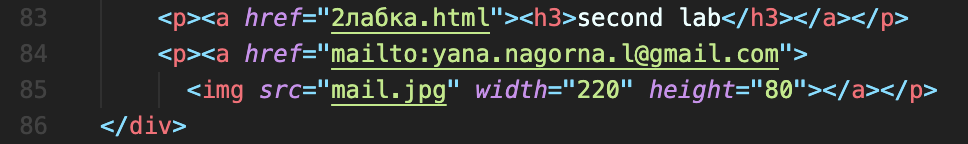 83 <p><a href="2лабка.html"><h3>second lab</h3></a></p>
84 <p><a href="mailto:yana.nagorna.l@gmail.com">
85 <img src="mail.jpg" width="220" height="80"></a></p>
86 </div>